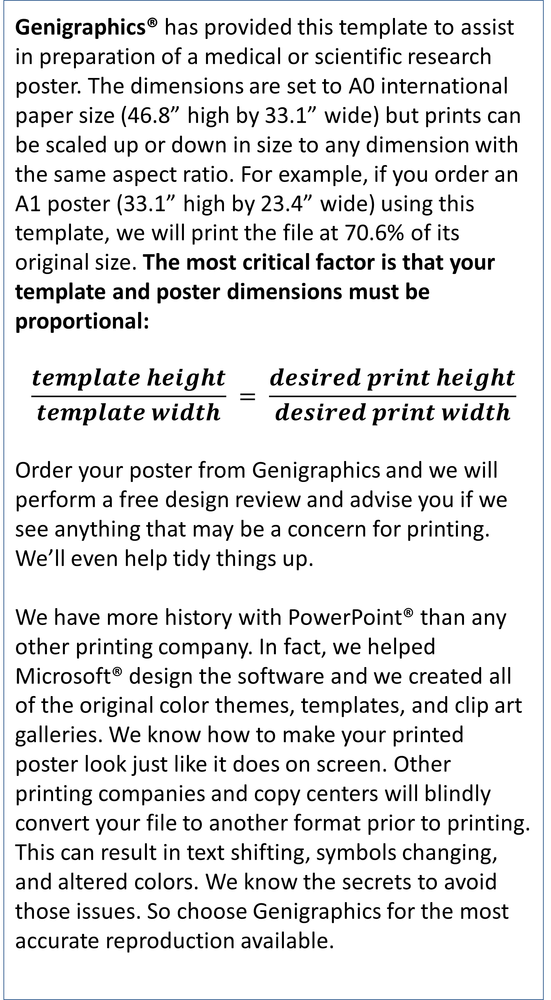 Genigraphics® has provided this template to assist
in preparation of a medical or scientific research
poster. The dimensions are set to A0 international
paper size (46.8” high by 33.1” wide) but prints can
be scaled up or down in size to any dimension with
the same aspect ratio. For example, if you order an
A1 poster (33.1” high by 23.4” wide) using this
template, we will print the file at 70.6% of its
original size. The most critical factor is that your
template and poster dimensions must be
proportional:
template height
template width
=
desired print height
desired print width
Order your poster from Genigraphics and we will
perform a free design review and advise you if we
see anything that may be a concern for printing.
We’ll even help tidy things up.
We have more history with PowerPoint® than any
other printing company. In fact, we helped
Microsoft® design the software and we created all
of the original color themes, templates, and clip art
galleries. We know how to make your printed
poster look just like it does on screen. Other
printing companies and copy centers will blindly
convert your file to another format prior to printing.
This can result in text shifting, symbols changing,
and altered colors. We know the secrets to avoid
those issues. So choose Genigraphics for the most
accurate reproduction available.